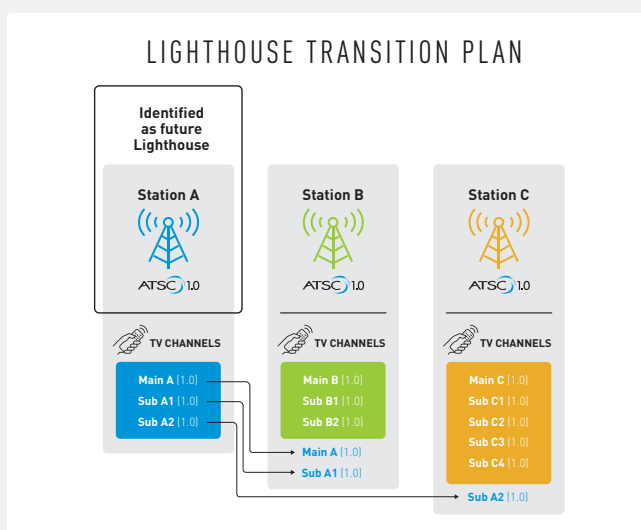 LIGHTHOUSE TRANSITION PLAN
Identified
as future
Lighthouse
Station A
ATSC 1.0
TV CHANNELS
Main A (1.0)
Sub A1 (1.0)
Sub A2 (1.0)
Station B
ATSC 1.0
TV CHANNELS
Main B (1.0)
Sub B1 (1.0)
Sub B2 (1.0)
Main A (1.0)
Sub A1 (1.0)
Station C
ATSC 1.0
TV CHANNELS
Main C (1.0)
Sub C1 (1.0)
Sub C2 (1.0)
Sub C3 (1.0)
Sub C4 (1.0)
Sub A2 (1.0)